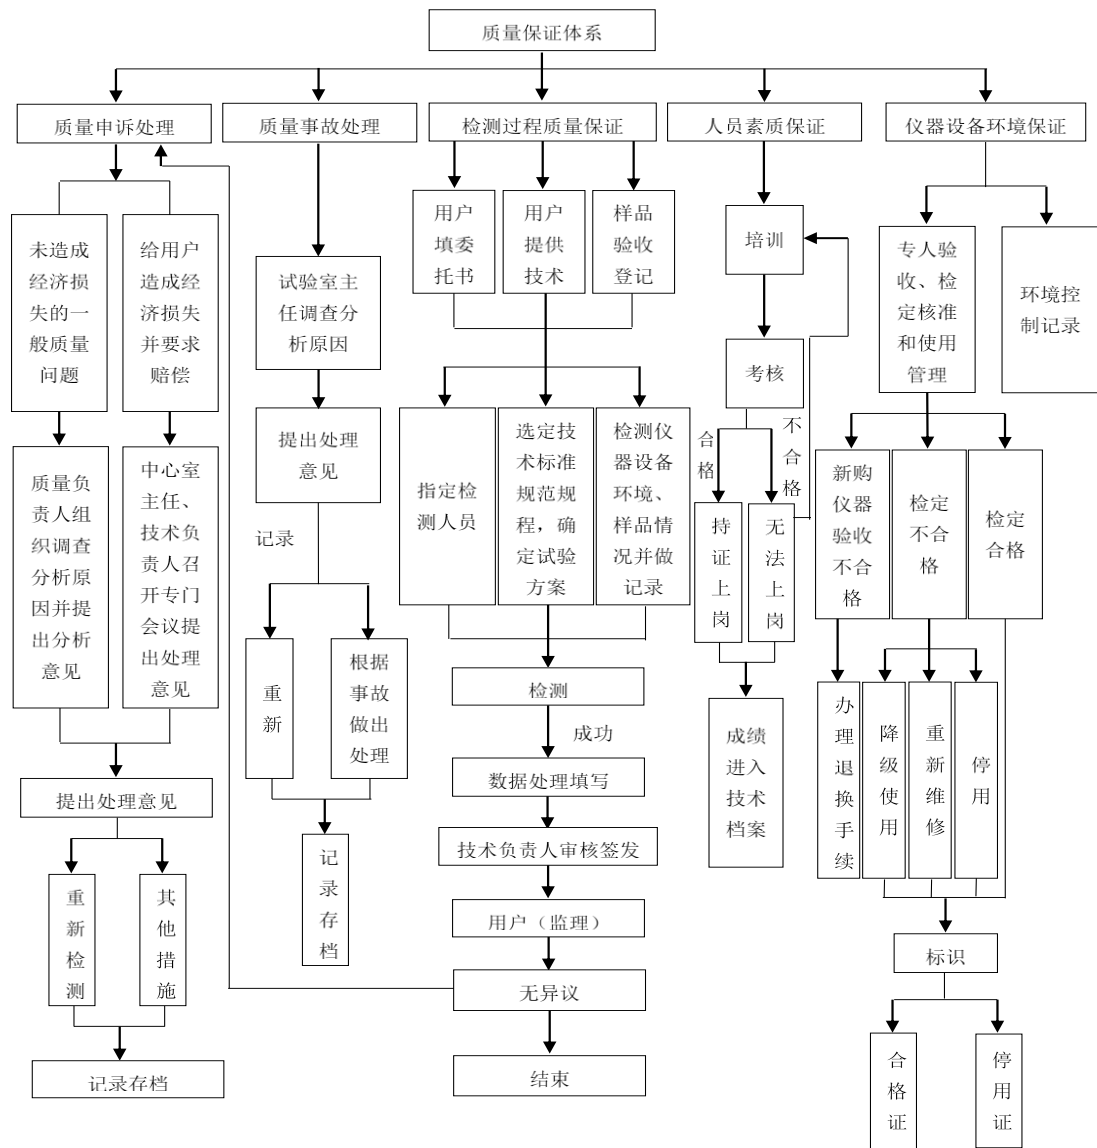 质量保证体系
质量申诉处理
质量事故处理
检测过程质量保证
人员素质保证
仪器设备环境保证
未造成
经济损
失的一
般质量
问题
给用户
造成经
济损失
并要求
赔偿
质量负
责人组
织调查
分析原
因并提
出分析
意见
中心室
主任、
技术负
责人召
开专门
会议提
出处理
意见
提出处理意见
重
新
检
测
其
他
措
施
记录存档
试验室主
任调查分
析原因
提出处理
意见
记录
重
新
根据
事故
做出
处理
记
录
存
档
用户
填委
托书
用户
提供
技术
样品
验收
登记
指定检
测人员
选定技
术标准
规范规
程，确
定试验
方案
检测仪
器设备
环境、
样品情
况并做
记录
检测
成功
数据处理填写
技术负责人审核签发
用户（监理）
无异议
结束
培训
考核
合
格
不
合
格
持
证
上
岗
无
法
上
岗
成绩
进入
技术
档案
专人验
收、检
定核准
和使用
管理
环境控
制记录
新购
仪器
验收
不合
格
检定
不合
格
检定
合格
办
理
退
换
手
续
降
级
使
用
重
新
维
修
停
用
标识
合
格
证
停
用
证